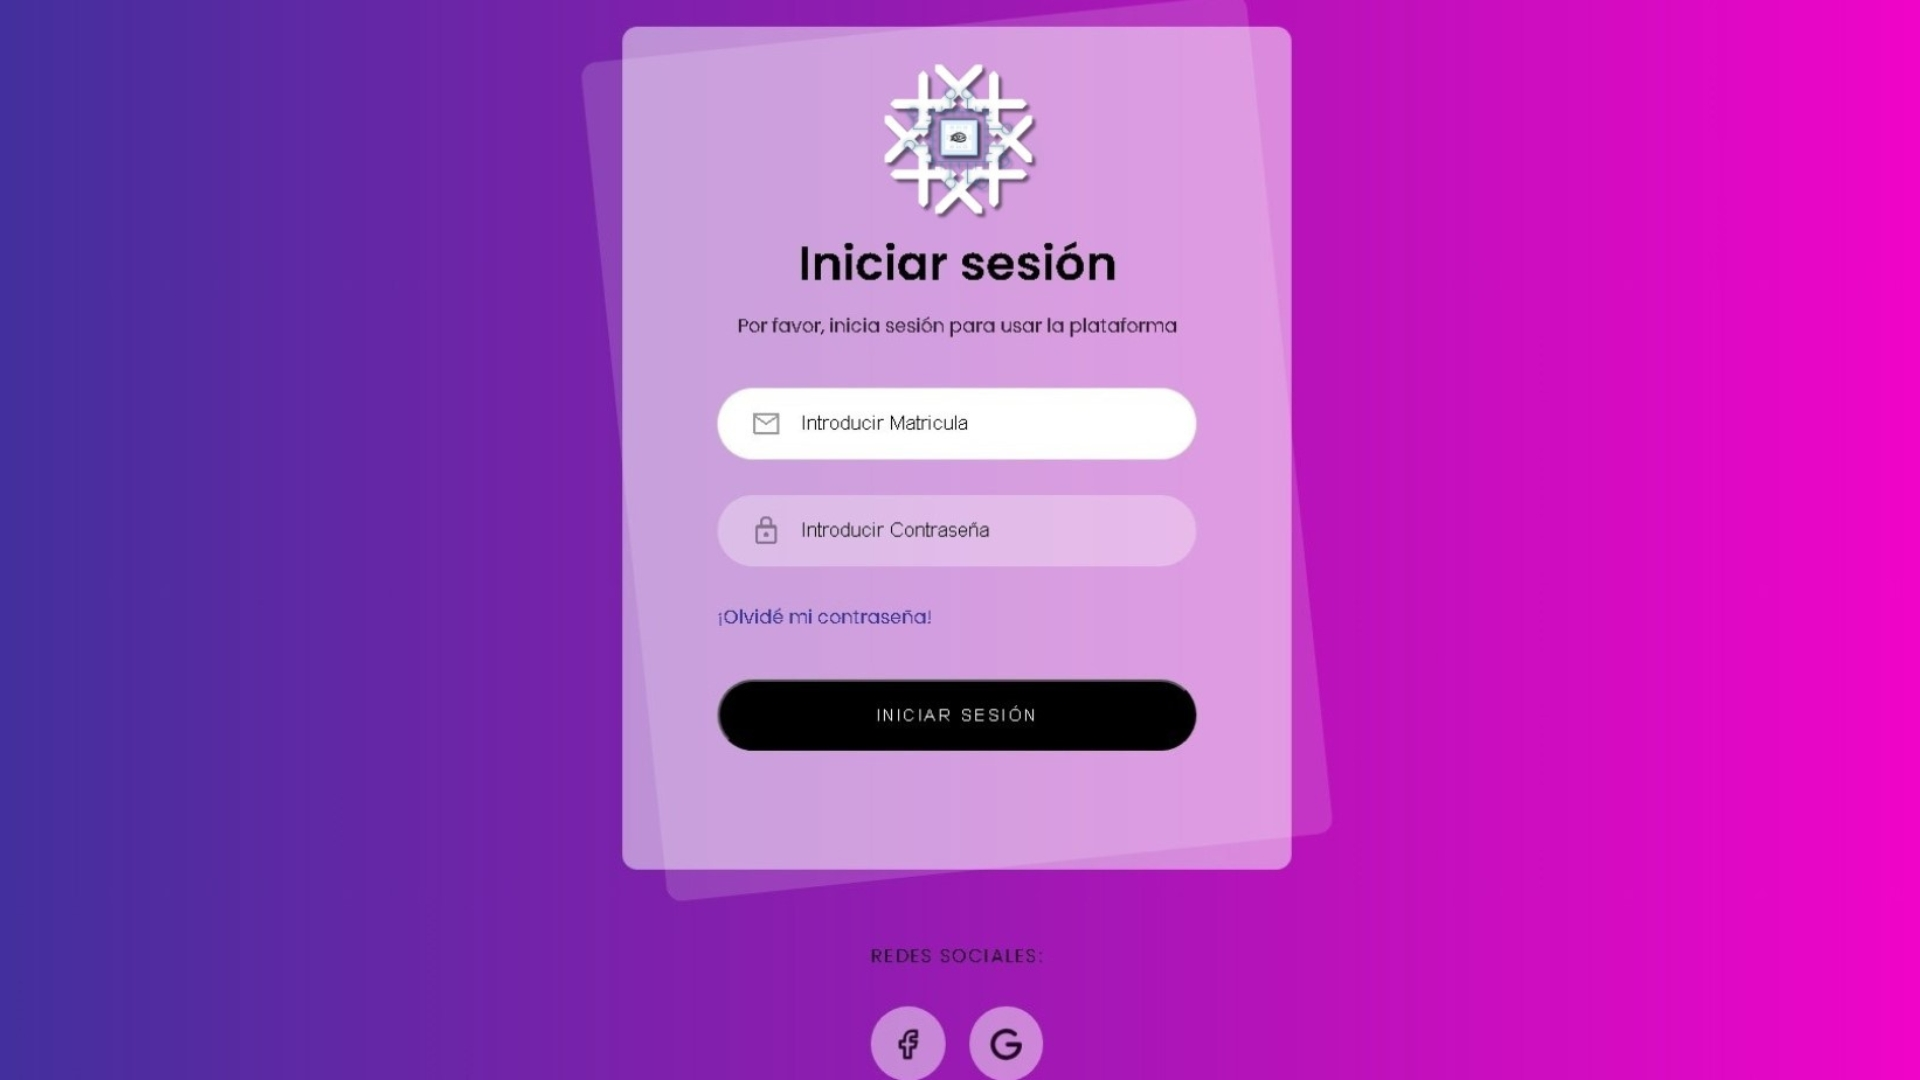 Iniciar sesión
Por favor, inicia sesión para usar la plataforma
Introducir Matricula
Introducir Contraseña
¡Olvidé mi contraseña!
INICIAR SESIÓN
REDES SOCIALES: